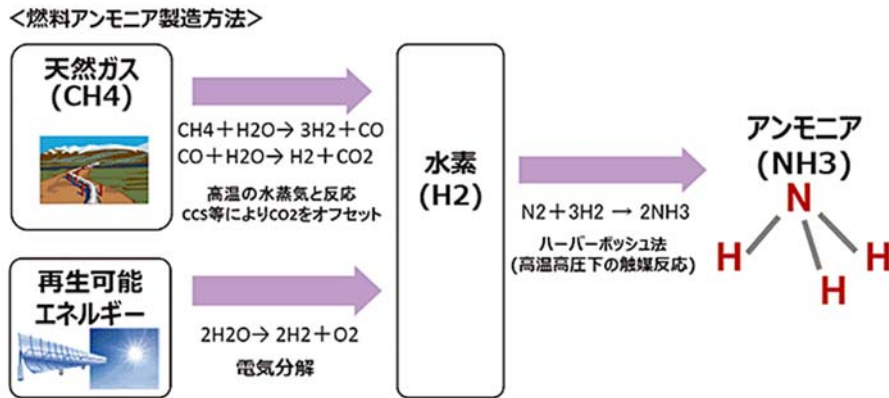 ＜燃料アンモニア製造方法＞
天然ガス
(CH4)
CH4＋H2O→ 3H2＋CO
CO＋H2O→ H2＋CO2
高温の水蒸気と反応
CCS等によりCO2をオフセット
再生可能
エネルギー
2H2O→ 2H2＋O2
電気分解
水素
(H2)
N2＋3H2 → 2NH3
ハーバーボッシュ法
(高温高圧下の触媒反応)
アンモニア
(NH3)
N
H
H
H